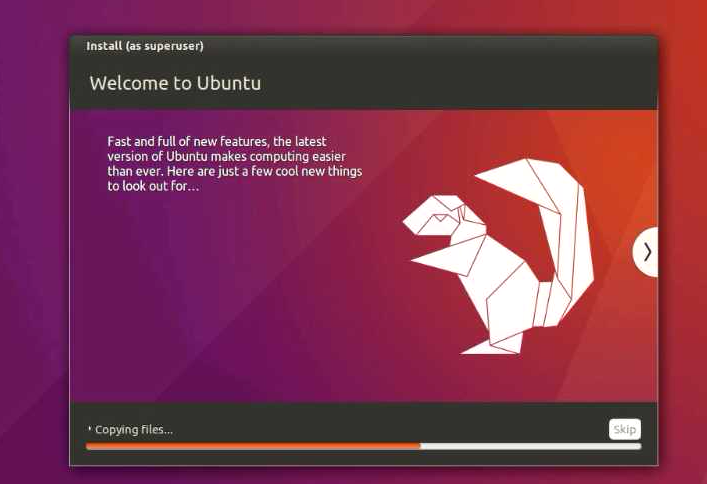 Install (as superuser)
Welcome to Ubuntu
Fast and full of new features, the latest
version of Ubuntu makes computing easier
than ever. Here are just a few cool new things
to look out for...
Copying files...
Skip